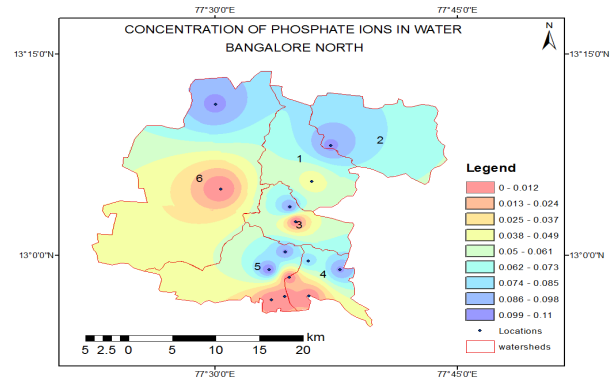 77°30'0"E 77°45'0"E
CONCENTRATION OF PHOSPHATE IONS IN WATER
BANGALORE NORTH
N
13°15'0"N 13°15'0"N
2
1
6
3
5 4
13°0'0"N 13°0'0"N
Legend
0 - 0.012
0.013 - 0.024
0.025 - 0.037
0.038 - 0.049
0.05 - 0.061
0.062 - 0.073
0.074 - 0.085
0.086 - 0.098
0.099 - 0.11
Locations
watersheds
km
5 2.5 0 5 10 15 20
77°30'0"E 77°45'0"E